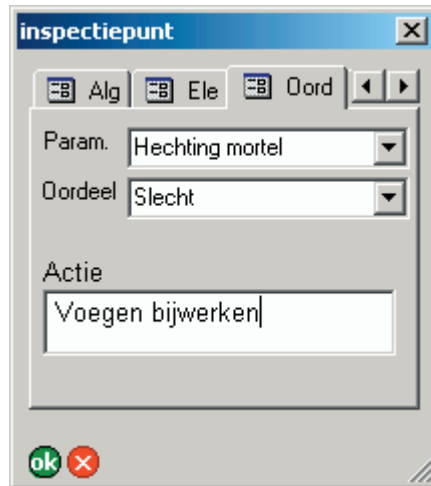 inspectiepunt
Alg Ele Oord
Param. Hechting mortel
Oordeel Slecht
Actie
Voegen bijwerken
ok